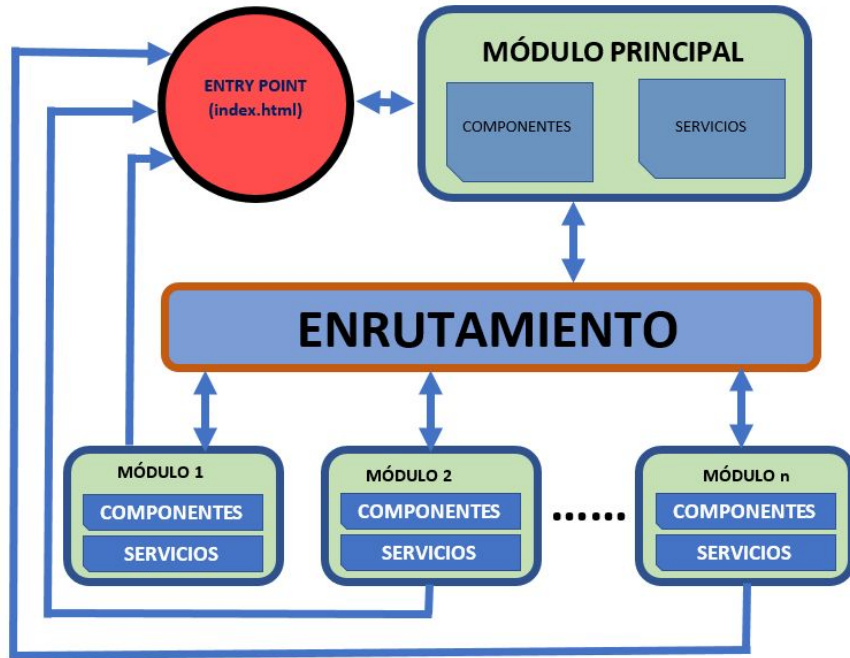 ENTRY POINT
(index.html)
MÓDULO PRINCIPAL
COMPONENTES
SERVICIOS
ENRUTAMIENTO
MÓDULO 1
COMPONENTES
SERVICIOS
MÓDULO 2
COMPONENTES
SERVICIOS
......
MÓDULO n
COMPONENTES
SERVICIOS